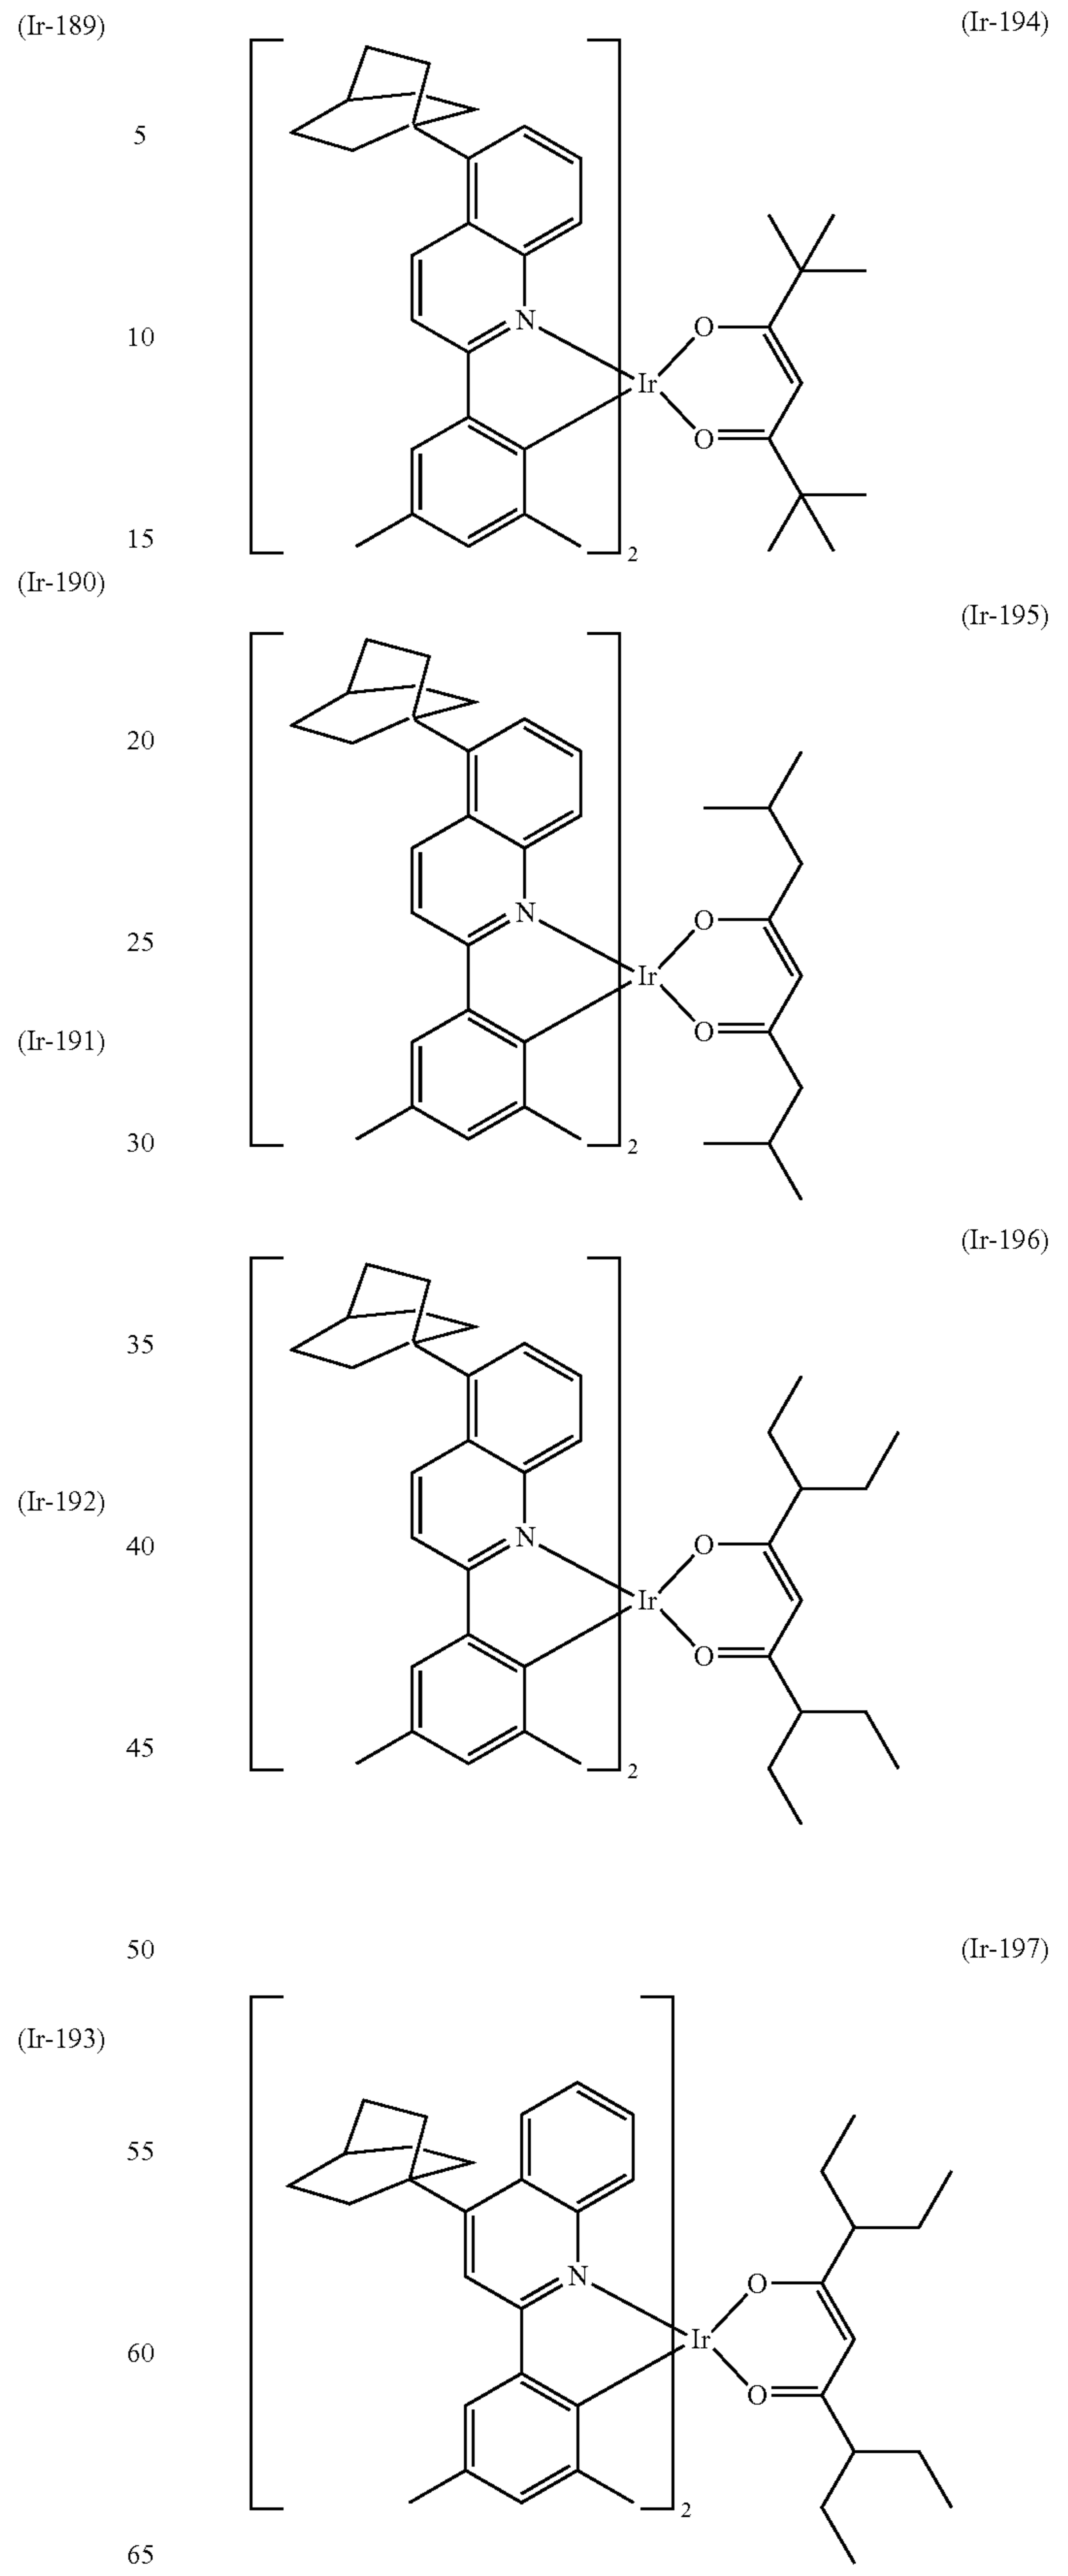 (Ir-189)
(Ir-194)
5
N
O
10
Ir
O
15
2
(Ir-190)
(Ir-195)
20
N
O
25
Ir
O
(Ir-191)
30
2
(Ir-196)
35
(Ir-192)
N
O
40
Ir
O
45
2
50
(Ir-197)
(Ir-193)
55
N
O
Ir
60
O
2
65